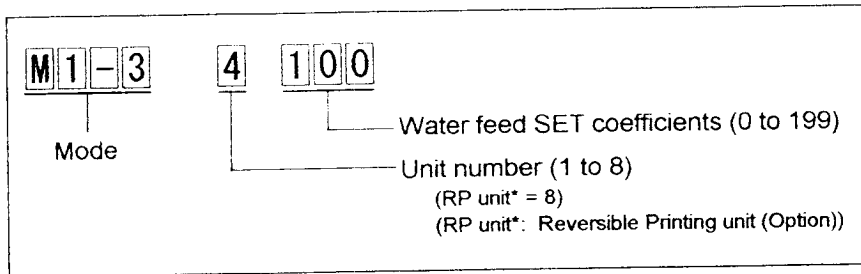 M1-3 4 100
Water feed SET coefficients (0 to 199)
Mode
Unit number (1 to 8)
(RP unit* = 8)
(RP unit*: Reversible Printing unit (Option))